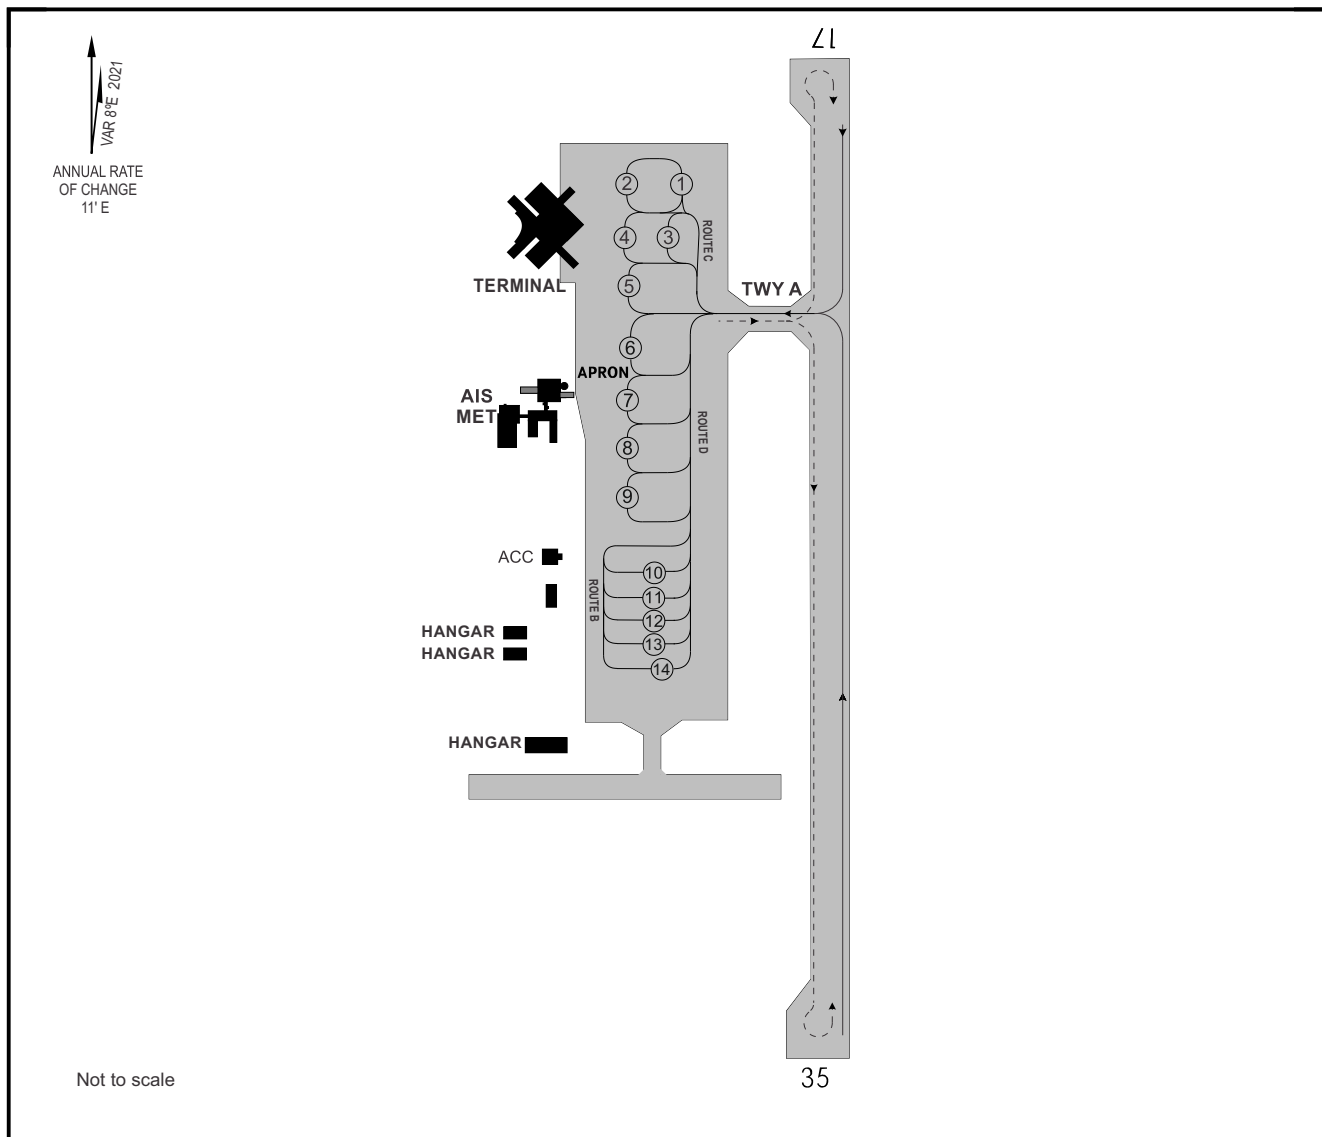 17
VAR 8°E 2021
ANNUAL RATE
OF CHANGE
11' E
2
1
4
3
ROUTE C
5
TERMINAL
TWY A
6
APRON
AIS
MET
7
ROUTE D
8
9
ACC
10
11
ROUTE B
12
HANGAR
13
HANGAR
14
HANGAR
Not to scale
35